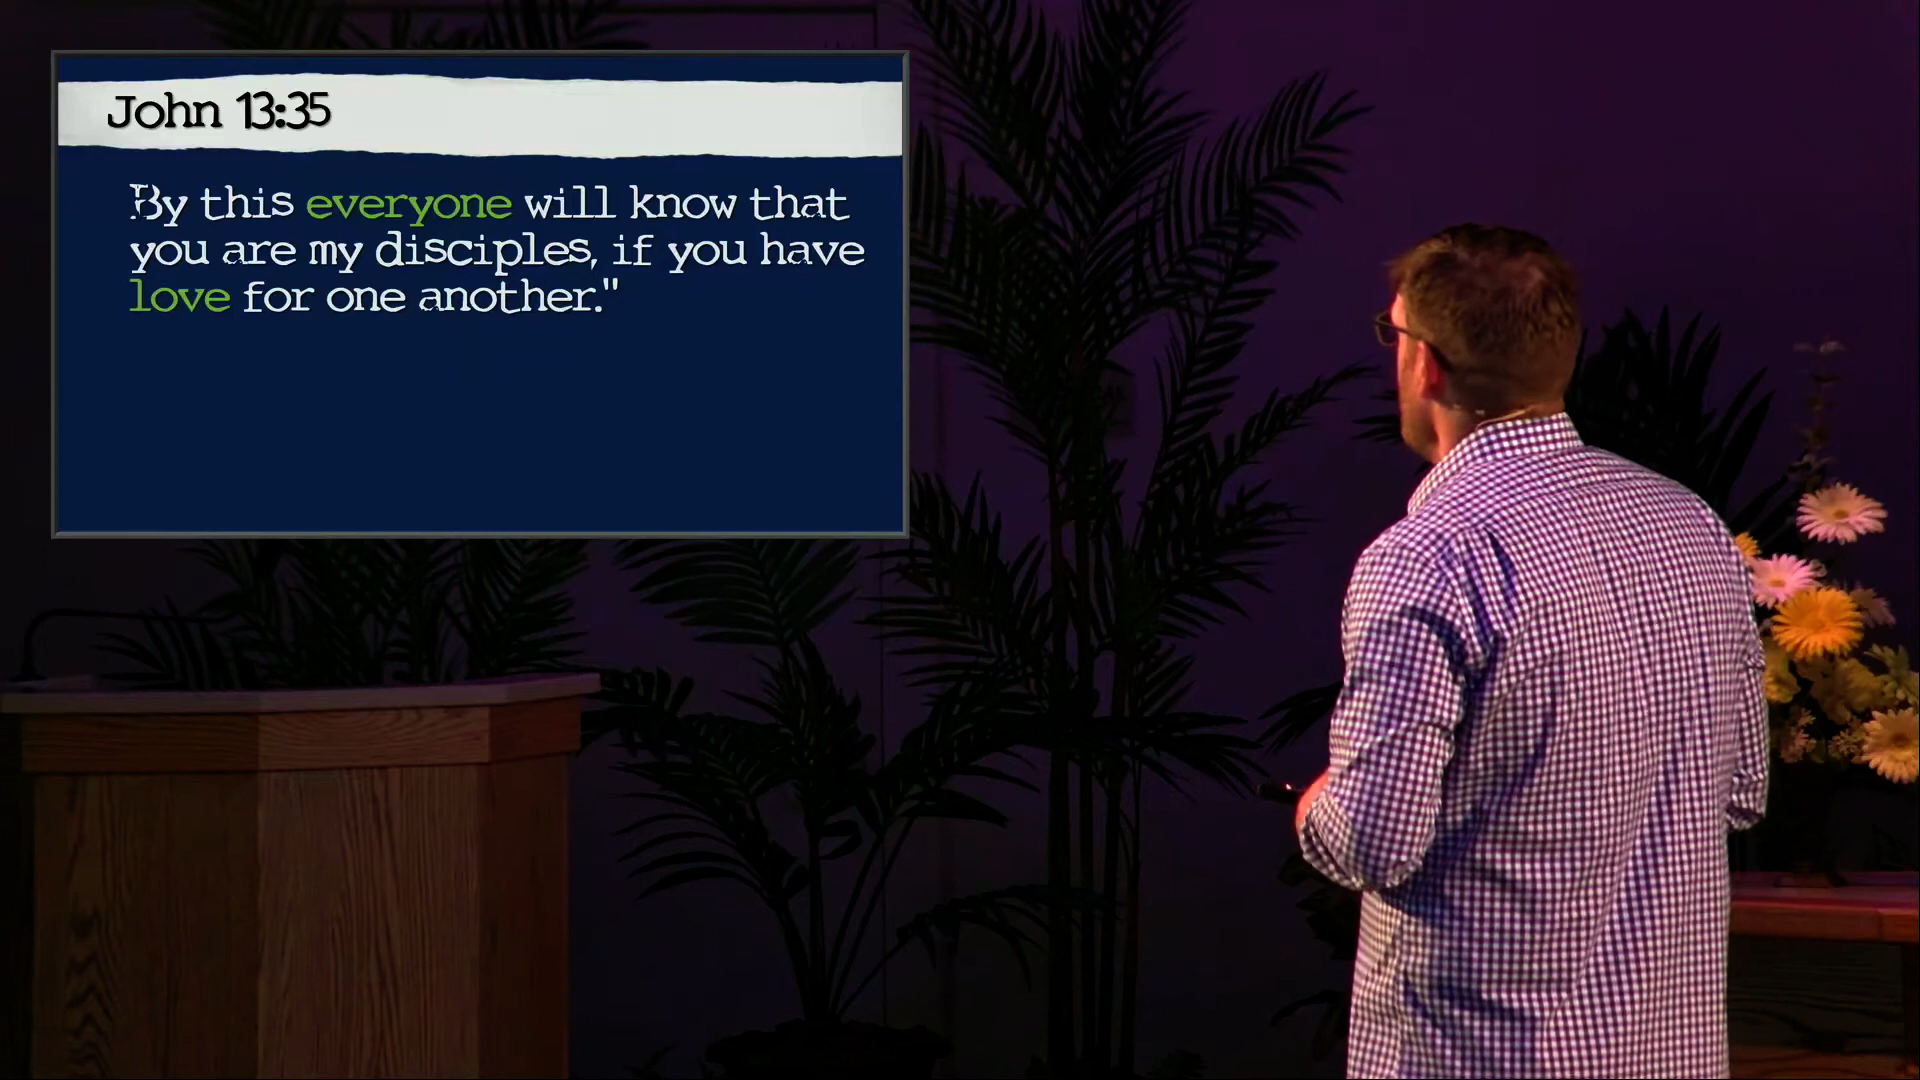 John 13:35
By this everyone will know that
you are my disciples, if you have
love for one another."